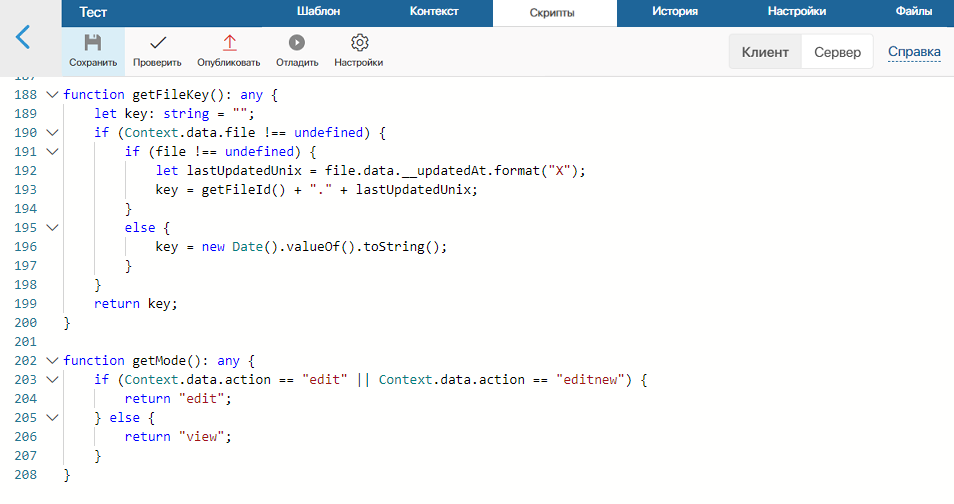 Тест Шаблон Контекст Скрипты История Настройки Файлы
Сохранить Проверить Опубликовать Отладить Настройки Клиент Сервер Справка
187
188 function getFileKey(): any {
189 let key: string = "";
190 if (Context.data.file !== undefined) {
191 if (file !== undefined) {
192 let lastUpdatedUnix = file.data.__updatedAt.format("X");
193 key = getFileId() + "." + lastUpdatedUnix;
194 }
195 else {
196 key = new Date().valueOf().toString();
197 }
198 }
199 return key;
200 }
201
202 function getMode(): any {
203 if (Context.data.action == "edit" || Context.data.action == "editnew") {
204 return "edit";
205 } else {
206 return "view";
207 }
208 }